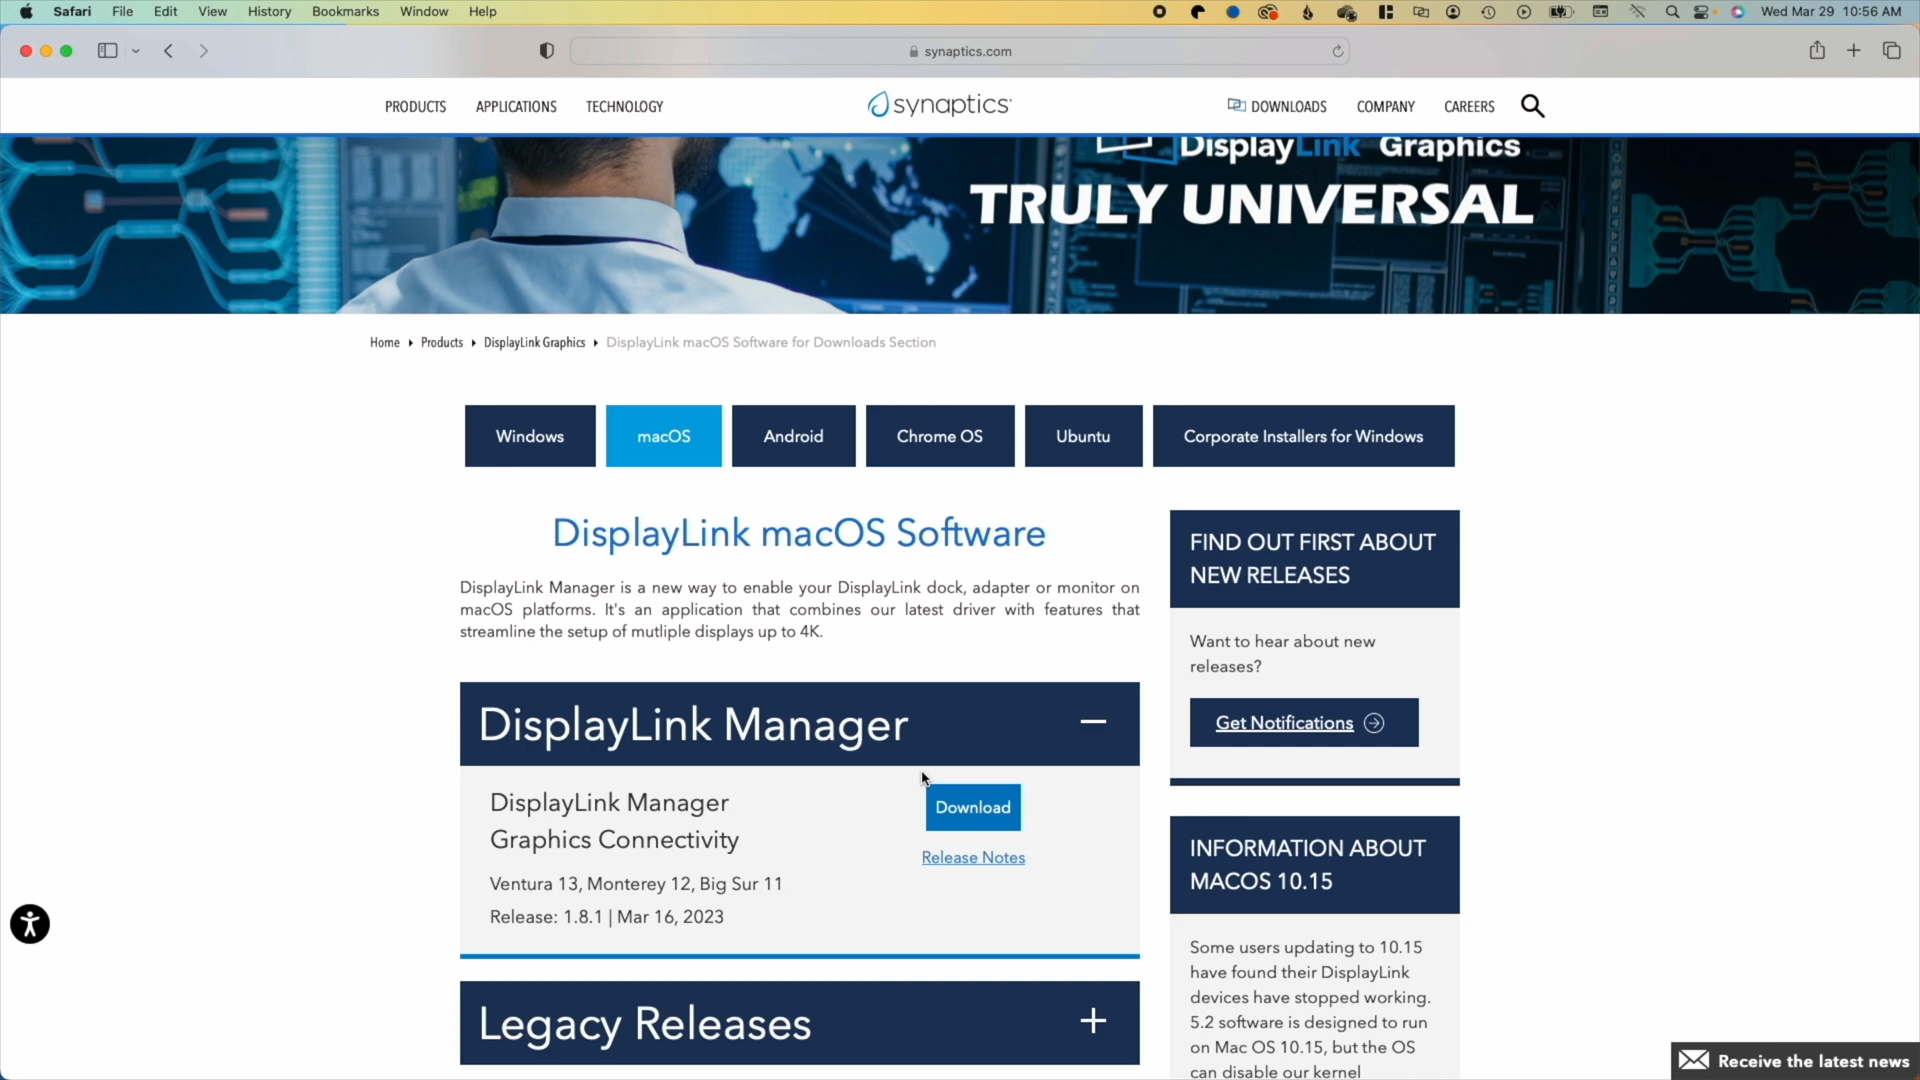 Safari File Edit View History Bookmarks Window Help Wed Mar 29 10:56 AM
synaptics.com
PRODUCTS APPLICATIONS TECHNOLOGY synaptics DOWNLOADS COMPANY CAREERS
DisplayLink Graphics
TRULY UNIVERSAL
Home Products DisplayLink Graphics DisplayLink macOS Software for Downloads Section
Windows macOS Android Chrome OS Ubuntu Corporate Installers for Windows
DisplayLink macOS Software
DisplayLink Manager is a new way to enable your DisplayLink dock, adapter or monitor on
macOS platforms. It's an application that combines our latest driver with features that
streamline the setup of mutliple displays up to 4K.
DisplayLink Manager
DisplayLink Manager
Graphics Connectivity
Ventura 13, Monterey 12, Big Sur 11
Release: 1.8.1 | Mar 16, 2023
Download
Release Notes
Legacy Releases
FIND OUT FIRST ABOUT
NEW RELEASES
Want to hear about new
releases?
Get Notifications
INFORMATION ABOUT
MACOS 10.15
Some users updating to 10.15
have found their DisplayLink
devices have stopped working.
5.2 software is designed to run
on Mac OS 10.15, but the OS
can disable our kernel
Receive the latest news